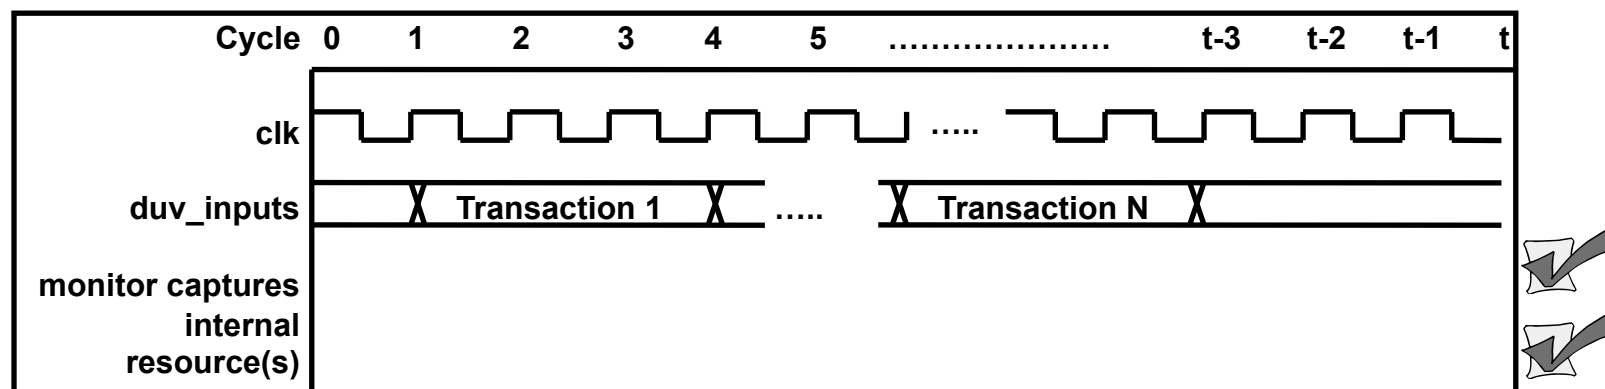 Cycle 0 1 2 3 4 5 ..................... t-3 t-2 t-1 t
clk .....
duv_inputs Transaction 1 ..... Transaction N
monitor captures
internal
resource(s)